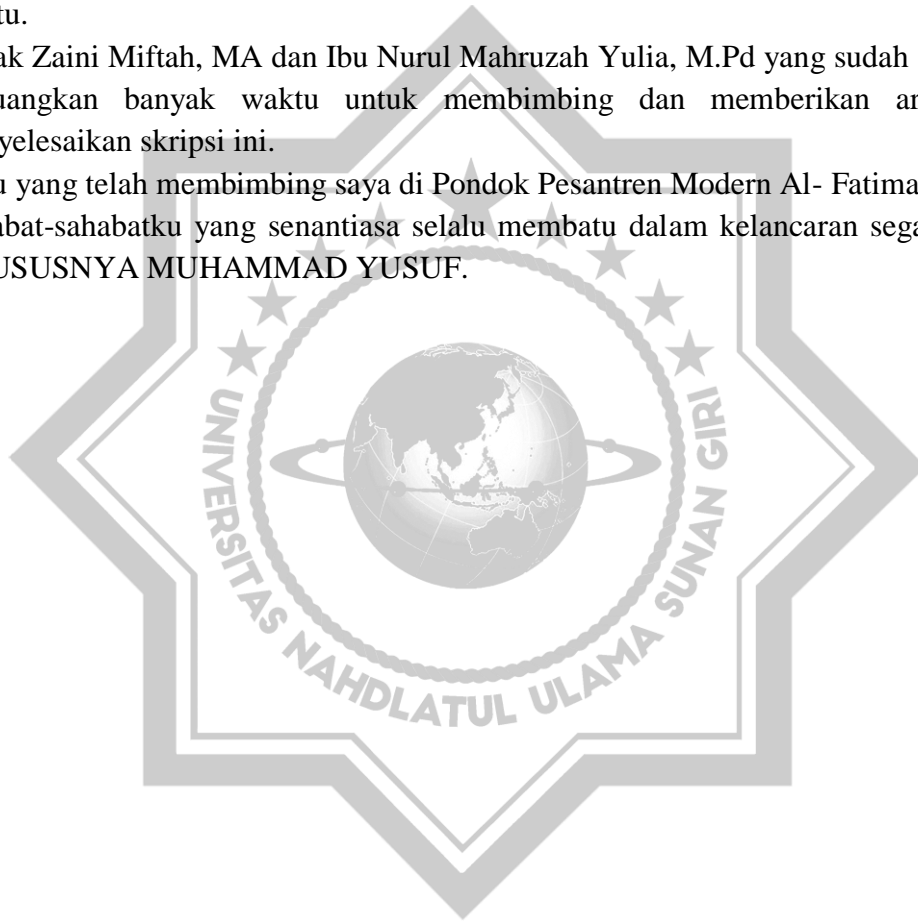 tu.
ak Zaini Miftah, MA dan Ibu Nurul Mahruzah Yulia, M.Pd yang sudah
uangkan banyak waktu untuk membimbing dan memberikan ar
yelesaikan skripsi ini.
u yang telah membimbing saya di Pondok Pesantren Modern Al- Fatima
abat-sahabatku yang senantiasa selalu membatu dalam kelancaran sega
USUSNYA MUHAMMAD YUSUF.
UNIVERSITAS NAHDLATUL ULAMA SUNAN GIRI